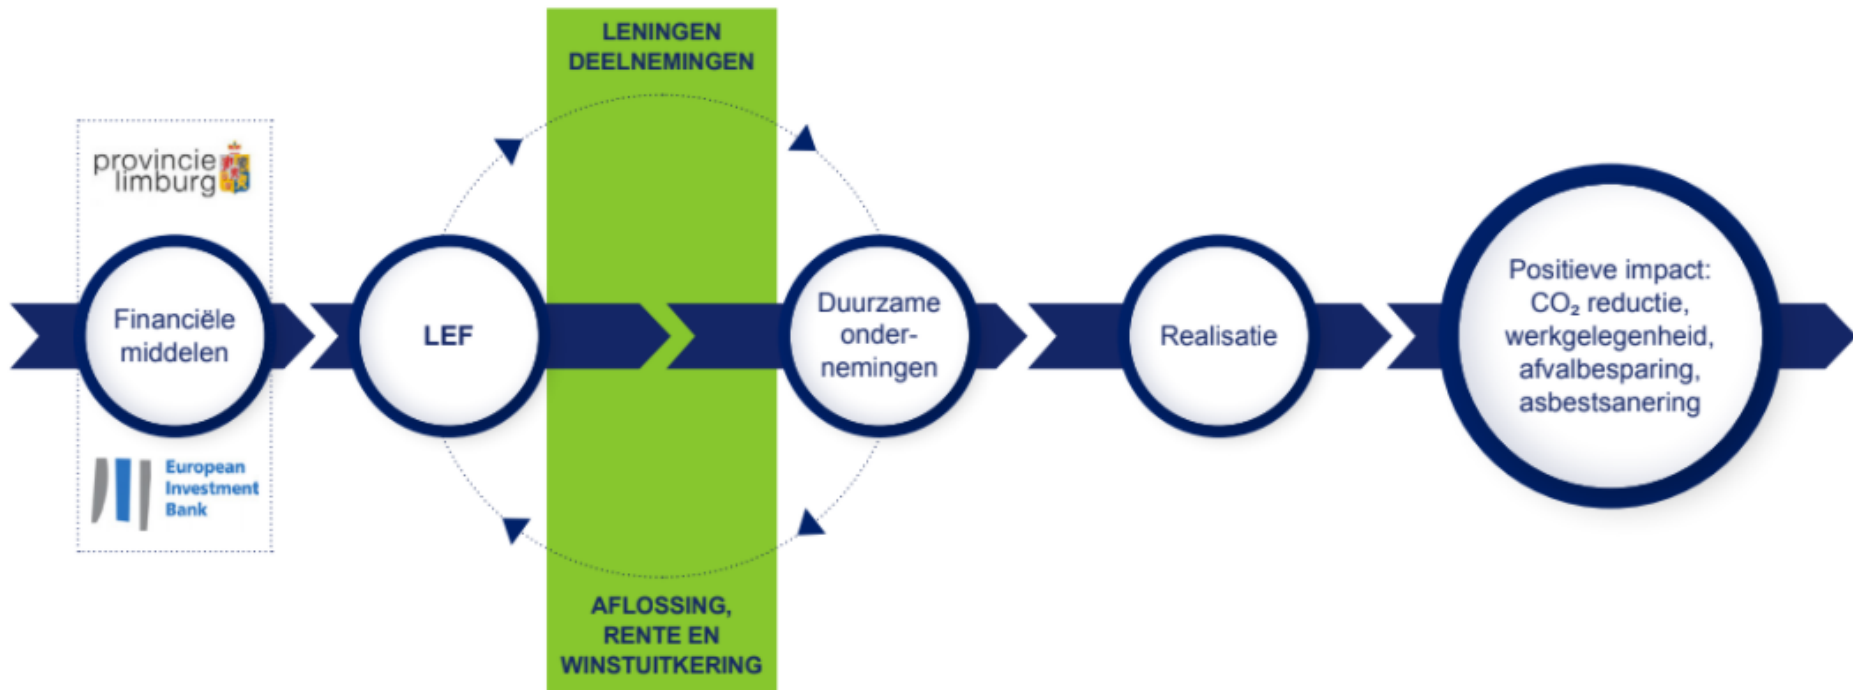 LENINGEN
DEELNEMINGEN
provincie
limburg
Financiële
middelen
European
Investment
Bank
LEF
Duurzame
onder-
nemingen
AFLOSSING,
RENTE EN
WINSTUITKERING
Realisatie
Positieve impact:
CO₂ reductie,
werkgelegenheid,
afvalbesparing,
asbestsanering